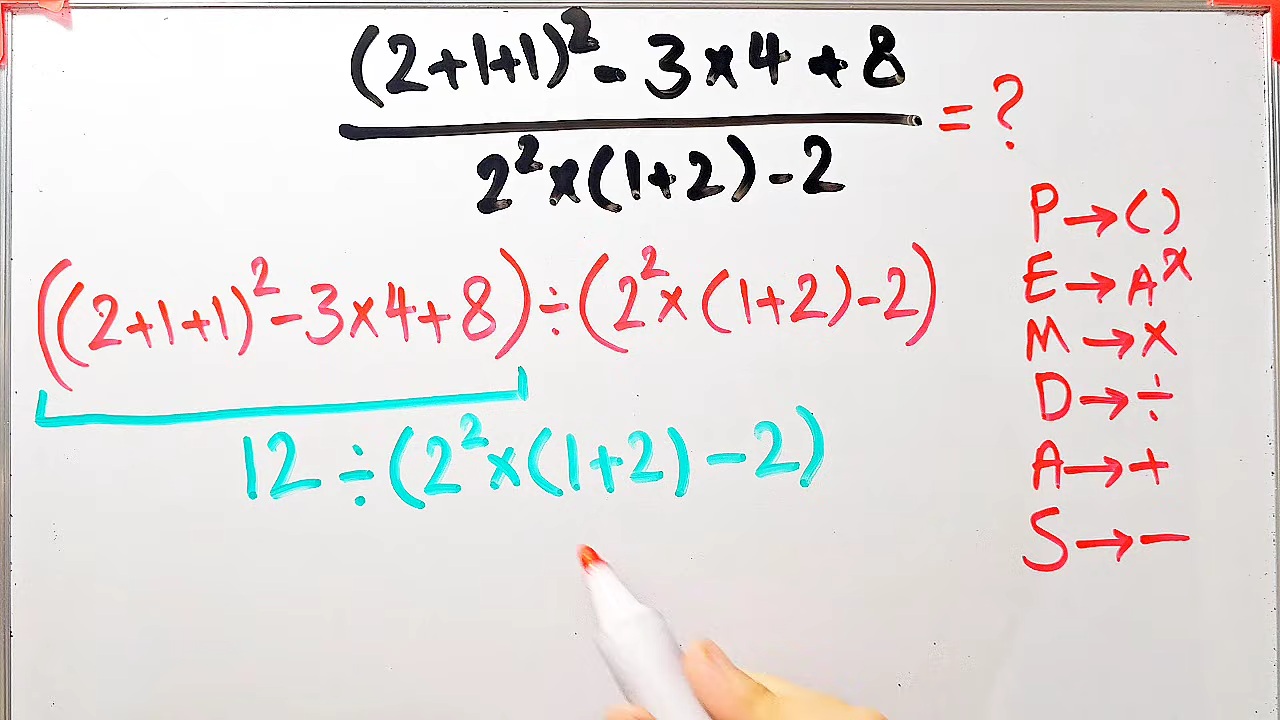 (2+1+1)² - 3×4+8
= ?
2²×(1+2)-2
((2+1+1)²-3×4+8)÷(2²×(1+2)-2)
12÷(2²×(1+2)-2)
P→( )
E→Aˣ
M→×
D→÷
A→+
S→−